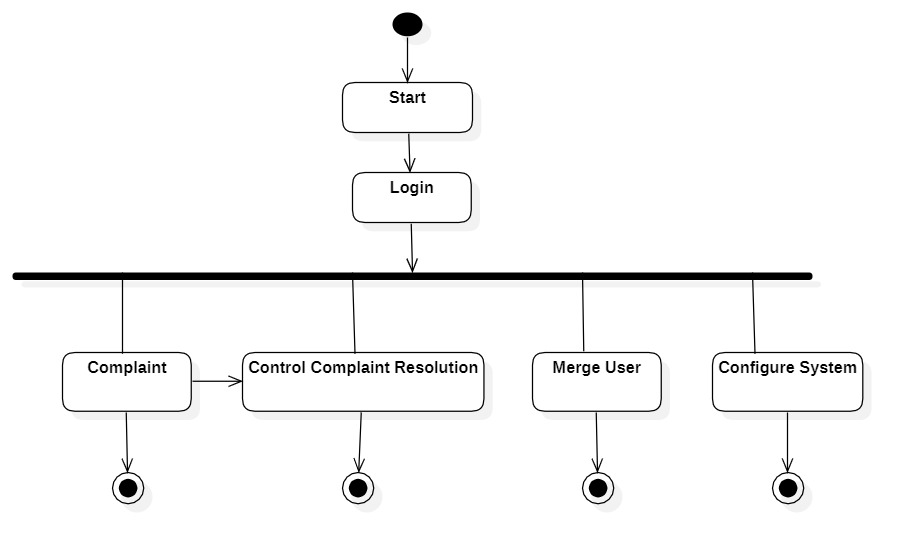 Start
Login
Complaint
Control Complaint Resolution
Merge User
Configure System